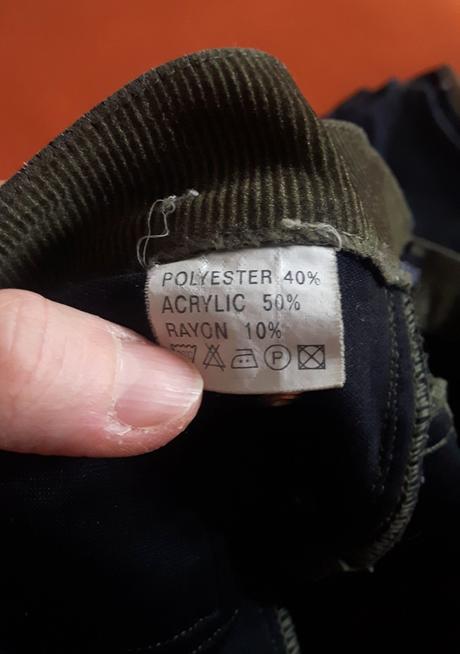 POLYESTER 40%
ACRYLIC 50%
RAYON 10%
P